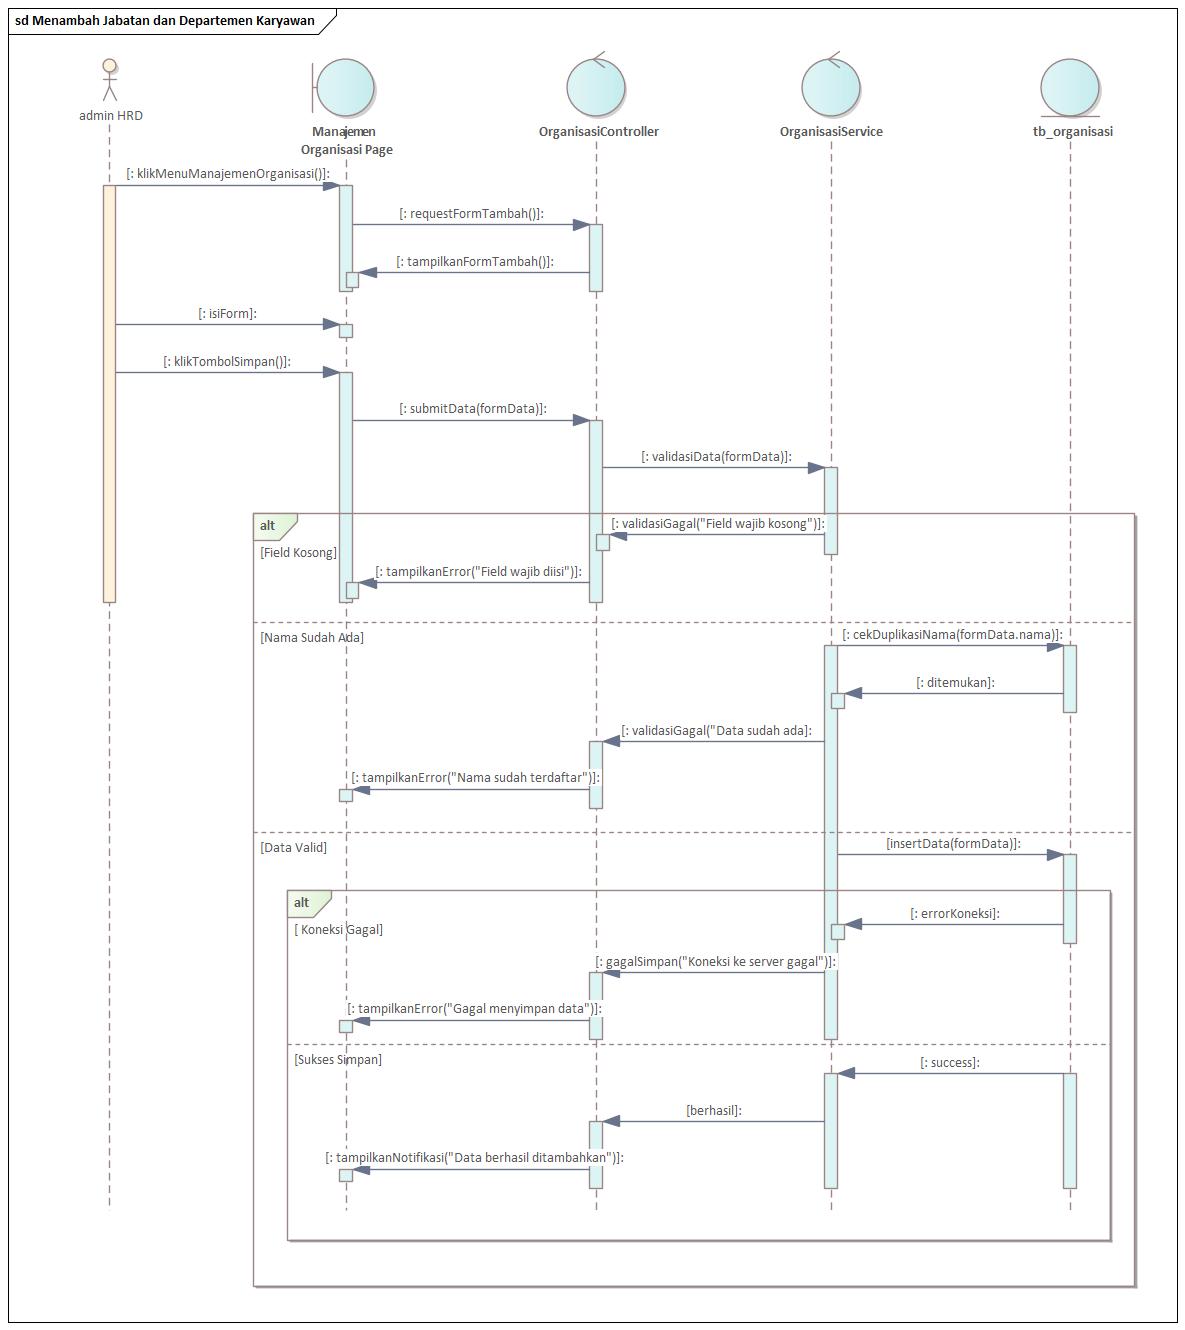 sd Menambah Jabatan dan Departemen Karyawan
admin HRD
Manajemen
Organisasi Page
OrganisasiController
OrganisasiService
tb_organisasi
[: klikMenuManajemenOrganisasi()]:
[: requestFormTambah()]:
[: tampilkanFormTambah()]:
[: isiForm]:
[: klikTombolSimpan()]:
[: submitData(formData)]:
[: validasiData(formData)]:
alt
[: validasiGagal("Field wajib kosong")]:
[Field Kosong]
[: tampilkanError("Field wajib diisi")]:
[Nama Sudah Ada]
[: cekDuplikasiNama(formData.nama)]:
[: ditemukan]:
[: validasiGagal("Data sudah ada]:
[: tampilkanError("Nama sudah terdaftar")]:
[Data Valid]
[insertData(formData)]:
alt
[: errorKoneksi]:
[ Koneksi Gagal]
[: gagalSimpan("Koneksi ke server gagal")]:
[: tampilkanError("Gagal menyimpan data")]:
[Sukses Simpan]
[: success]:
[berhasil]:
[: tampilkanNotifikasi("Data berhasil ditambahkan")]: